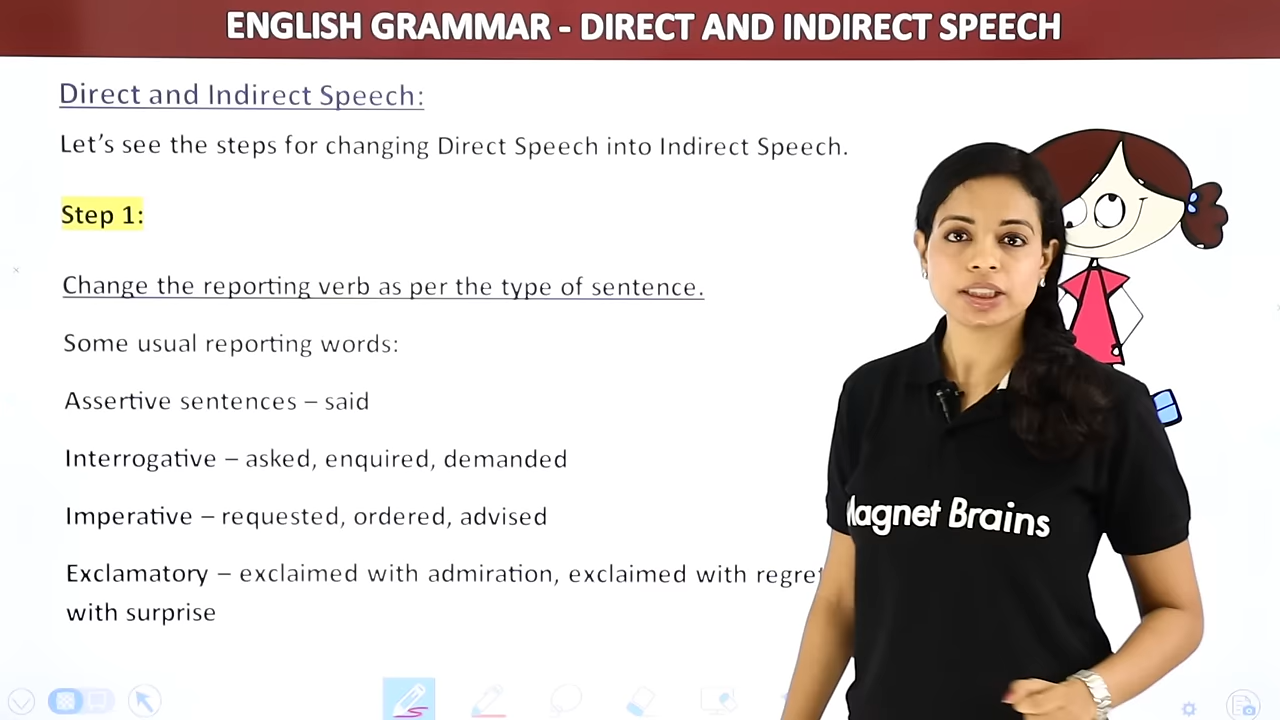 ENGLISH GRAMMAR - DIRECT AND INDIRECT SPEECH
Direct and Indirect Speech:
Let's see the steps for changing Direct Speech into Indirect Speech.
Step 1:
Change the reporting verb as per the type of sentence.
Some usual reporting words:
Assertive sentences – said
Interrogative – asked, enquired, demanded
Imperative – requested, ordered, advised
Exclamatory – exclaimed with admiration, exclaimed with
with surprise
Magnet Brains